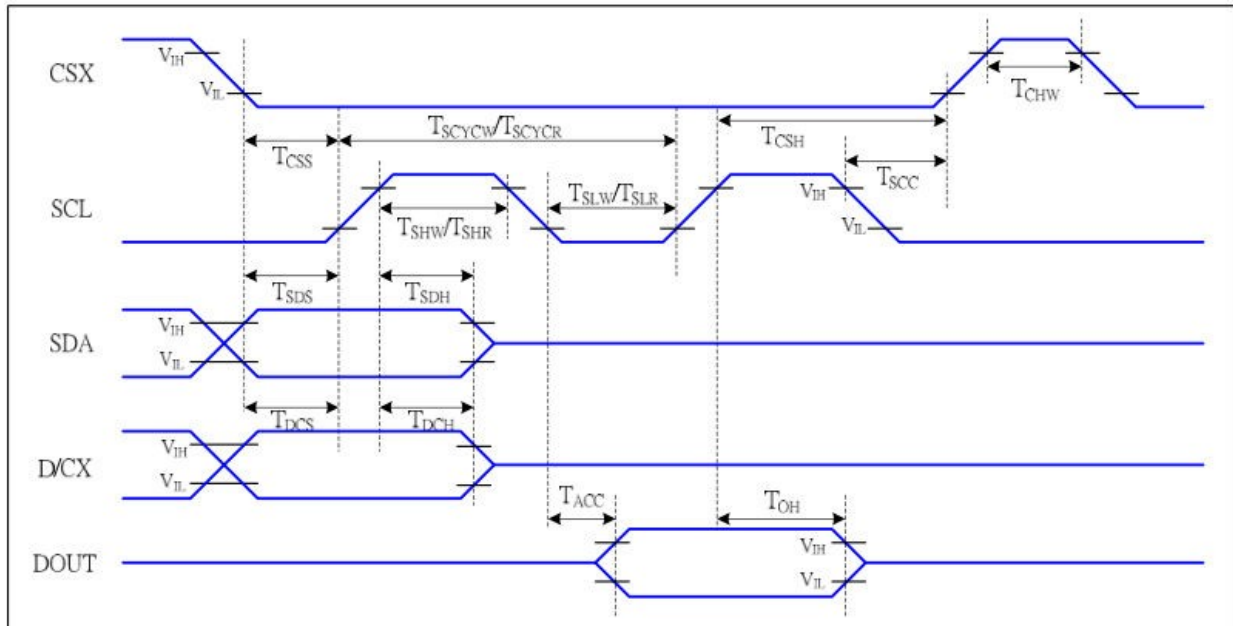 CSX
VIH
VIL
TCHW
TCSS
TSCYCW/TSCYCR
TCSH
TSCC
SCL
TSHW/TSHR
TSLW/TSLR
VIH
VIL
TSDS
TSDH
SDA
VIH
VIL
TDCS
TDCH
D/CX
VIH
VIL
TACC
TOH
DOUT
VIH
VIL